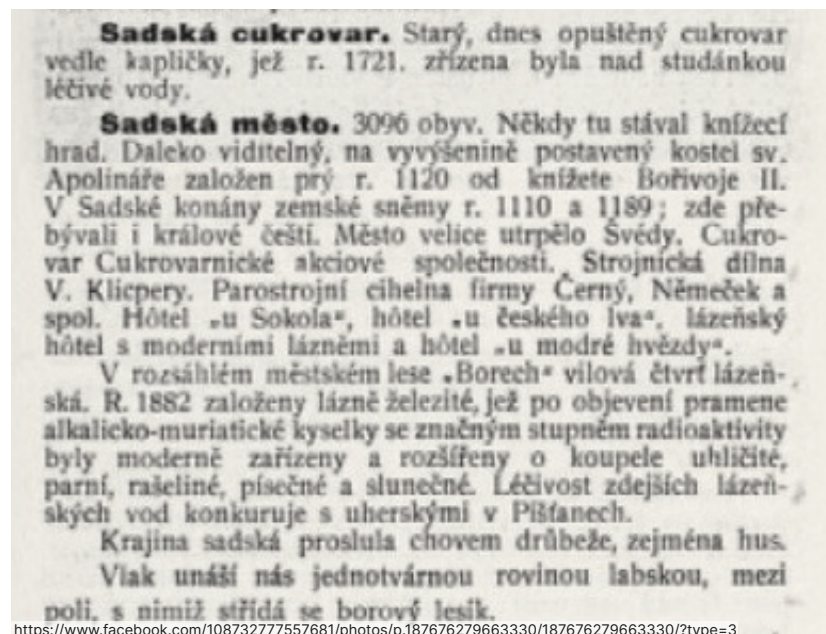 Sadská cukrovar. Starý, dnes opuštěný cukrovar
vedle kapličky, jež r. 1721. zřízena byla nad studánkou
léčivé vody.
Sadská město. 3096 obyv. Někdy tu stával knížecí
hrad. Daleko viditelný, na vyvýšenině postavený kostel sv.
Apolináře založen prý r. 1120 od knížete Bořivoje II.
V Sadské konány zemské sněmy r. 1110 a 1189; zde pře-
bývali i králové čeští. Město velice utrpělo Švédy. Cukro-
var Cukrovarnické akciové společnosti. Strojnická dílna
V. Klicpery. Parostrojní cihelna firmy Černý, Němeček a
spol. Hôtel „u Sokola“, hôtel „u českého lva“, lázeňský
hôtel s moderními lázněmi a hôtel „u modré hvězdy“.
V rozsáhlém městském lese „Borech“ vilová čtvrť lázeň-
ská. R. 1882 založeny lázně železité, jež po objevení pramene
alkalicko-muriatické kyselky se značným stupněm radioaktivity
byly moderně zařízeny a rozšířeny o koupele uhličité,
parní, rašeliné, písečné a slunečné. Léčivost zdejších lázeň-
ských vod konkuruje s uherskými v Píšťanech.
Krajina sadská proslula chovem drůbeže, zejména hus.
Vlak unáší nás jednotvárnou rovinou labskou, mezi
poli, s nimiž střídá se borový lesík.
https://www.facebook.com/108732777557681/photos/p.187676279663330/187676279663330/?type=3